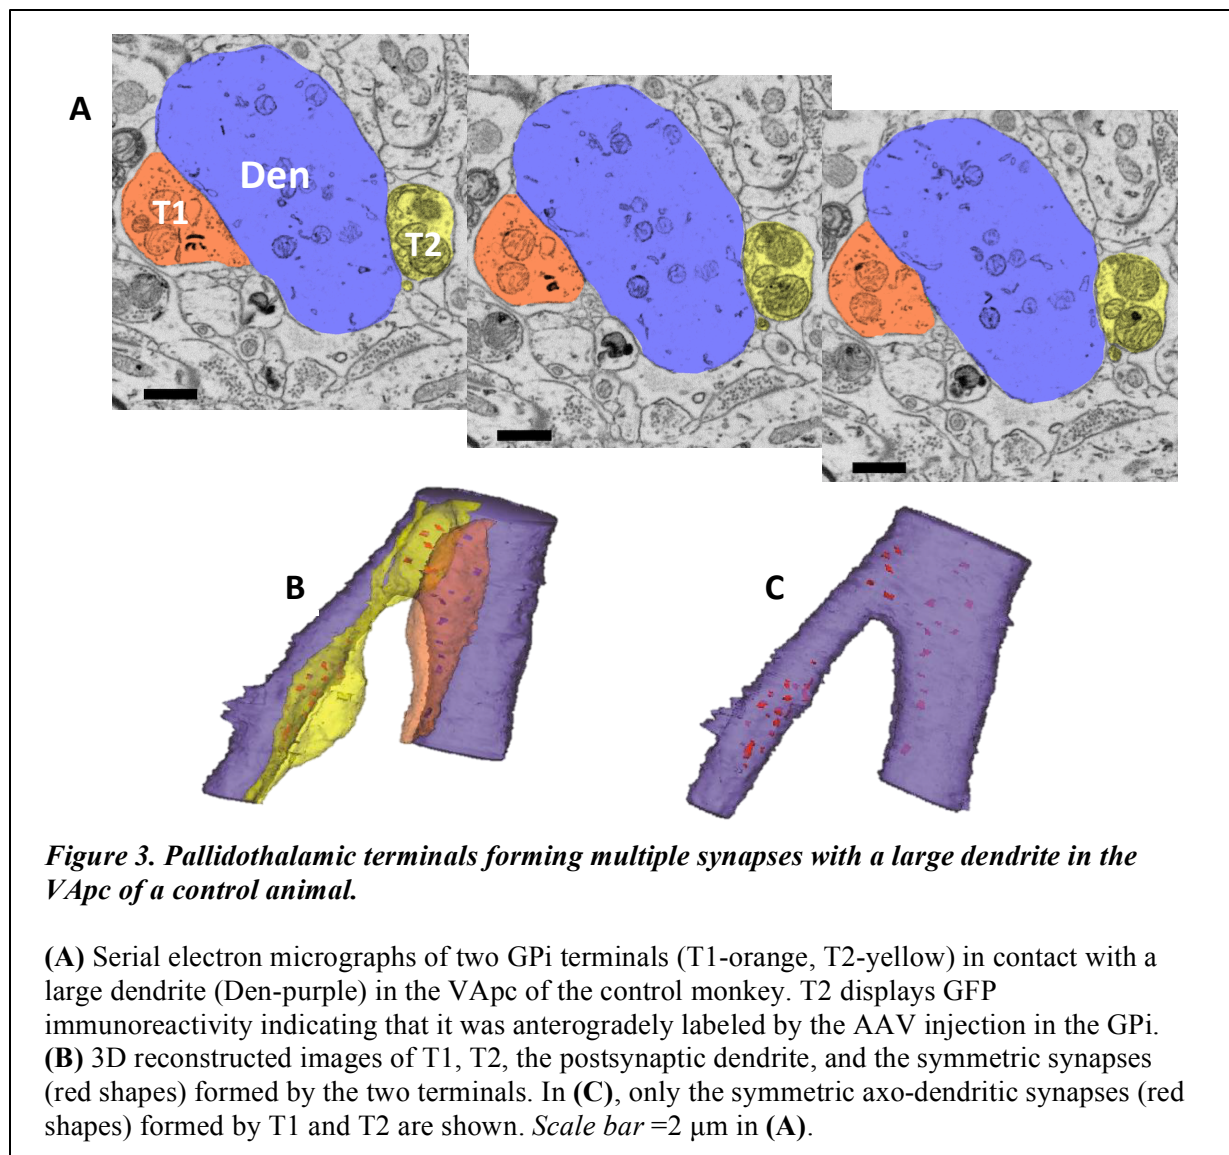 A
Den
T1
T2
B
C
Figure 3. Pallidothalamic terminals forming multiple synapses with a large dendrite in the
VApc of a control animal.
(A) Serial electron micrographs of two GPi terminals (T1-orange, T2-yellow) in contact with a
large dendrite (Den-purple) in the VApc of the control monkey. T2 displays GFP
immunoreactivity indicating that it was anterogradely labeled by the AAV injection in the GPi.
(B) 3D reconstructed images of T1, T2, the postsynaptic dendrite, and the symmetric synapses
(red shapes) formed by the two terminals. In (C), only the symmetric axo-dendritic synapses (red
shapes) formed by T1 and T2 are shown. Scale bar =2 μm in (A).